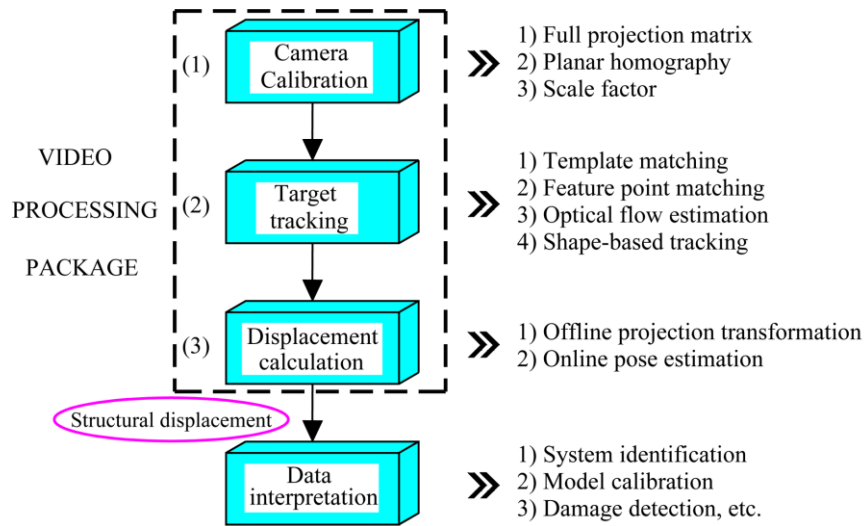 (1)
Camera
Calibration
1) Full projection matrix
2) Planar homography
3) Scale factor
VIDEO
PROCESSING
PACKAGE
(2)
Target
tracking
1) Template matching
2) Feature point matching
3) Optical flow estimation
4) Shape-based tracking
(3)
Displacement
calculation
1) Offline projection transformation
2) Online pose estimation
Structural displacement
Data
interpretation
1) System identification
2) Model calibration
3) Damage detection, etc.